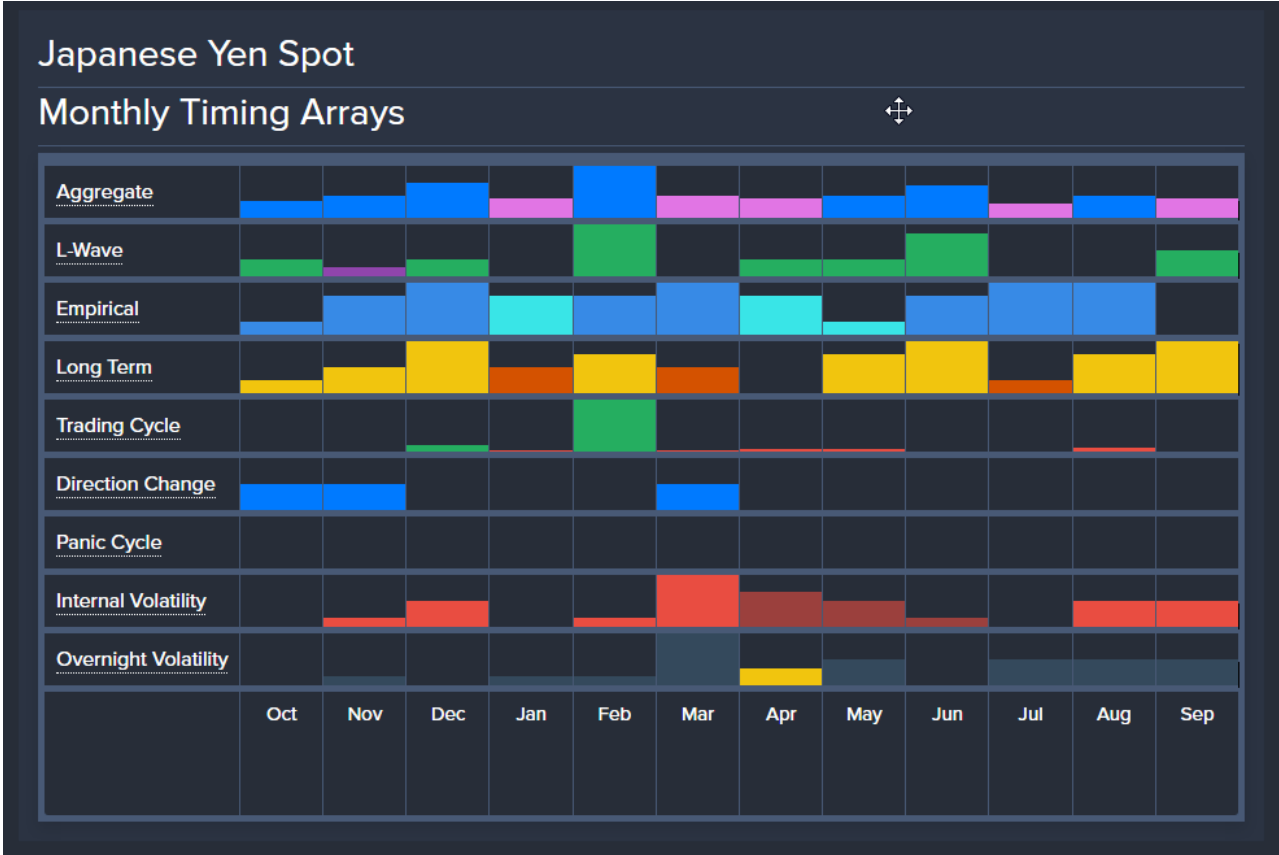 Japanese Yen Spot
Monthly Timing Arrays
Aggregate
L-Wave
Empirical
Long Term
Trading Cycle
Direction Change
Panic Cycle
Internal Volatility
Overnight Volatility
Oct Nov Dec Jan Feb Mar Apr May Jun Jul Aug Sep